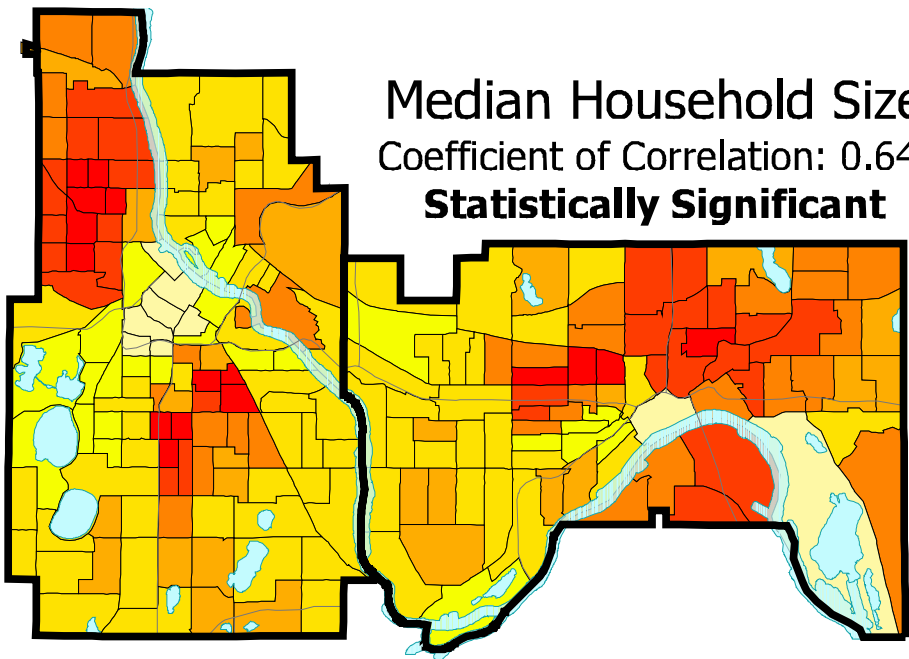 Median Household Size
Coefficient of Correlation: 0.64
Statistically Significant